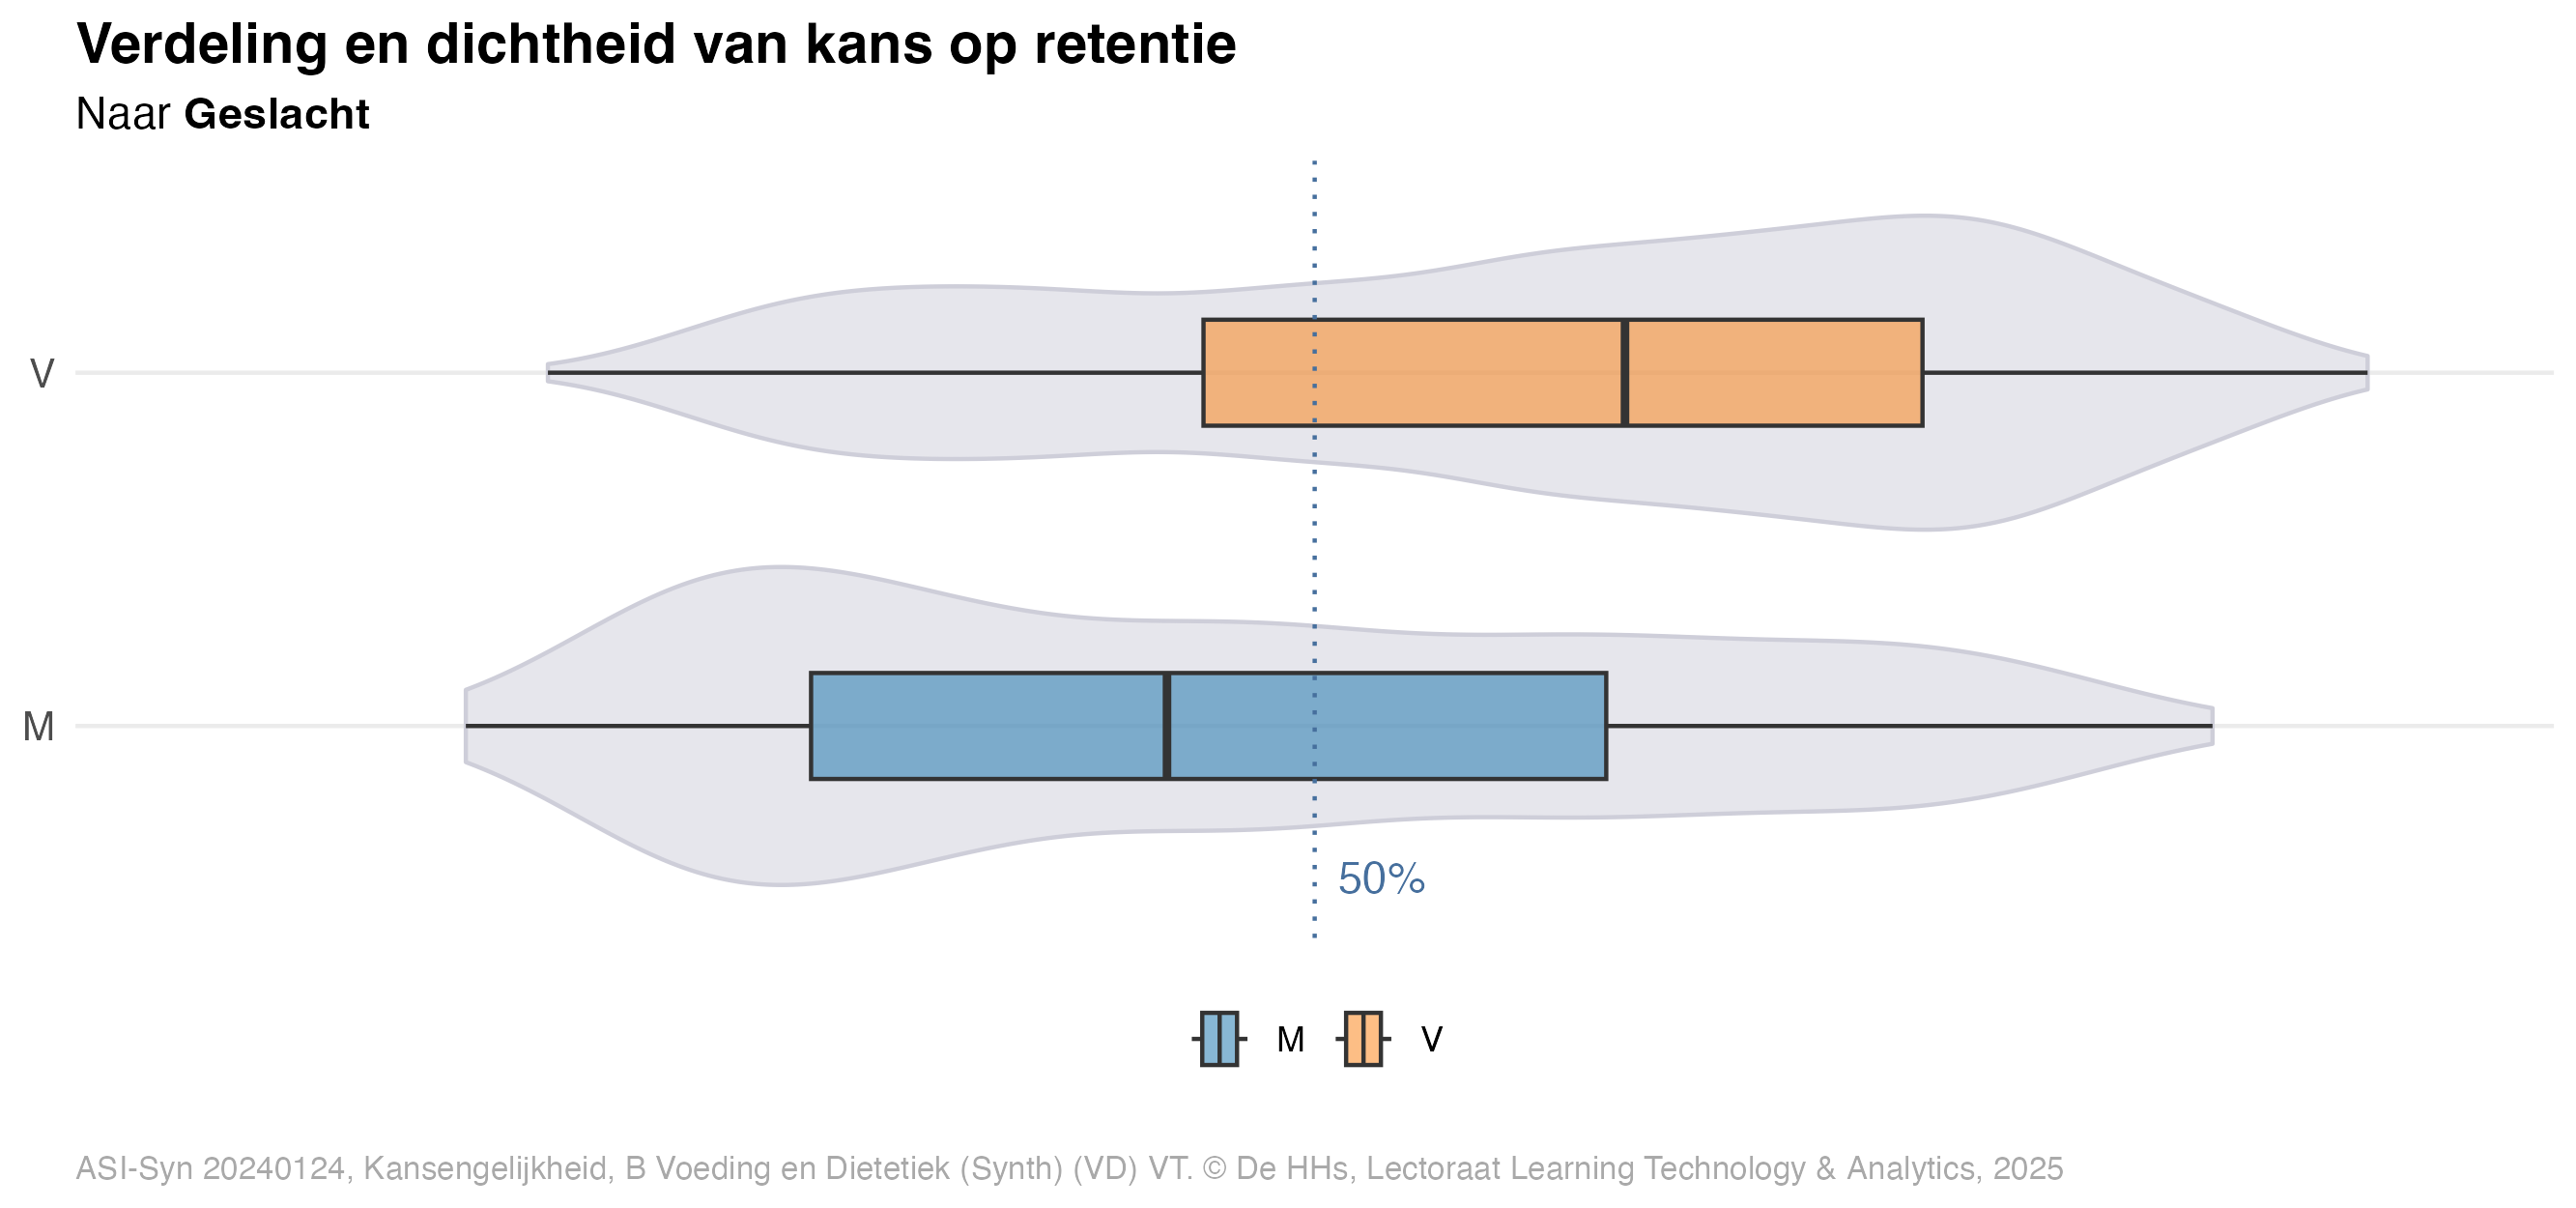 Verdeling en dichtheid van kans op retentie
Naar Geslacht
V
M
50%
M V
ASI-Syn 20240124, Kansengelijkheid, B Voeding en Dietetiek (Synth) (VD) VT. © De HHs, Lectoraat Learning Technology & Analytics, 2025